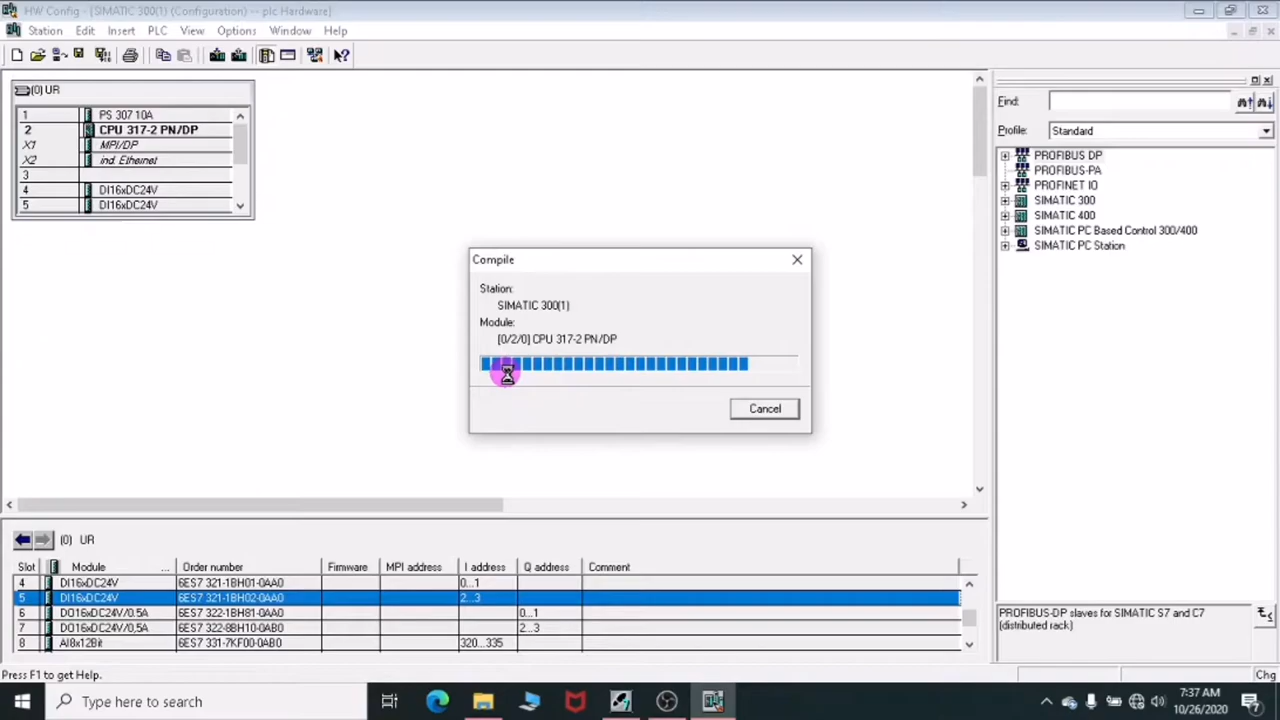 HW Config - [SIMATIC 300(1) (Configuration) -- plc Hardware]
Station Edit Insert PLC View Options Window Help
(0) UR
1 PS 307 10A
2 CPU 317-2 PN/DP
X1 MPI/DP
X2 ind. Ethernet
3
4 DI16xDC24V
5 DI16xDC24V
Find:
Profile: Standard
PROFIBUS DP
PROFIBUS-PA
PROFINET IO
SIMATIC 300
SIMATIC 400
SIMATIC PC Based Control 300/400
SIMATIC PC Station
Compile
Station:
SIMATIC 300(1)
Module:
[0/2/0] CPU 317-2 PN/DP
Cancel
(0) UR
Slot Module ... Order number Firmware MPI address I address Q address Comment
4 DI16xDC24V 6ES7 321-1BH01-0AA0 0...1
5 DI16xDC24V 6ES7 321-1BH02-0AA0 2...3
6 DO16xDC24V/0.5A 6ES7 322-1BH81-0AA0 0...1
7 DO16xDC24V/0,5A 6ES7 322-8BH10-0AB0 2...3
8 AI8x12Bit 6ES7 331-7KF00-0AB0 320...335
PROFIBUS-DP slaves for SIMATIC S7 and C7
(distributed rack)
Press F1 to get Help.
Chg
Type here to search
7:37 AM
10/26/2020
7